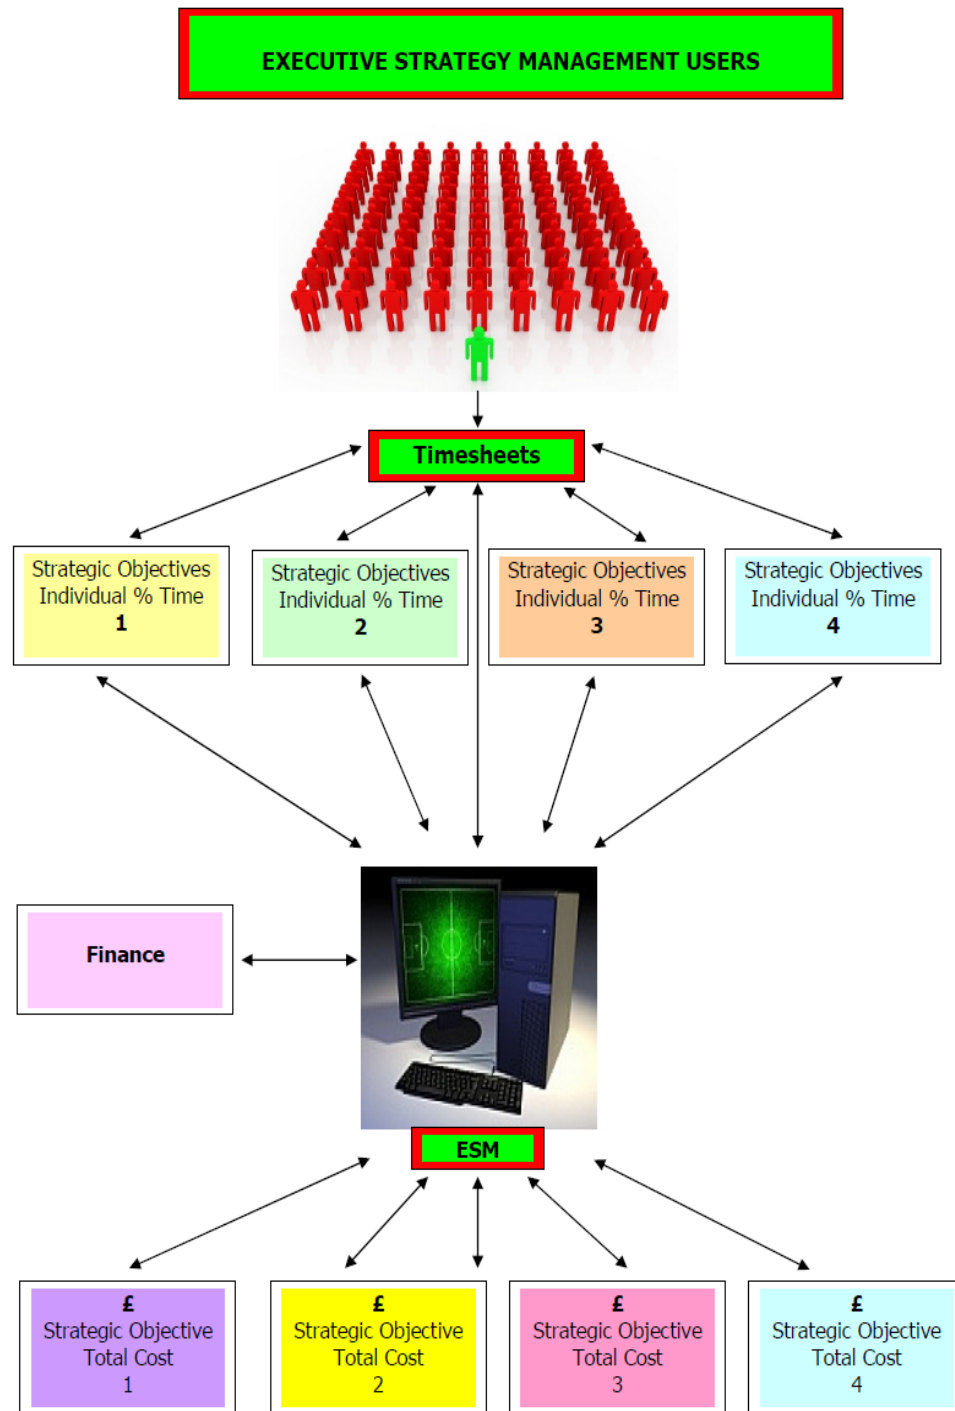 EXECUTIVE STRATEGY MANAGEMENT USERS
Timesheets
Strategic Objectives
Individual % Time
1
Strategic Objectives
Individual % Time
2
Strategic Objectives
Individual % Time
3
Strategic Objectives
Individual % Time
4
Finance
ESM
£
Strategic Objective
Total Cost
1
£
Strategic Objective
Total Cost
2
£
Strategic Objective
Total Cost
3
£
Strategic Objective
Total Cost
4